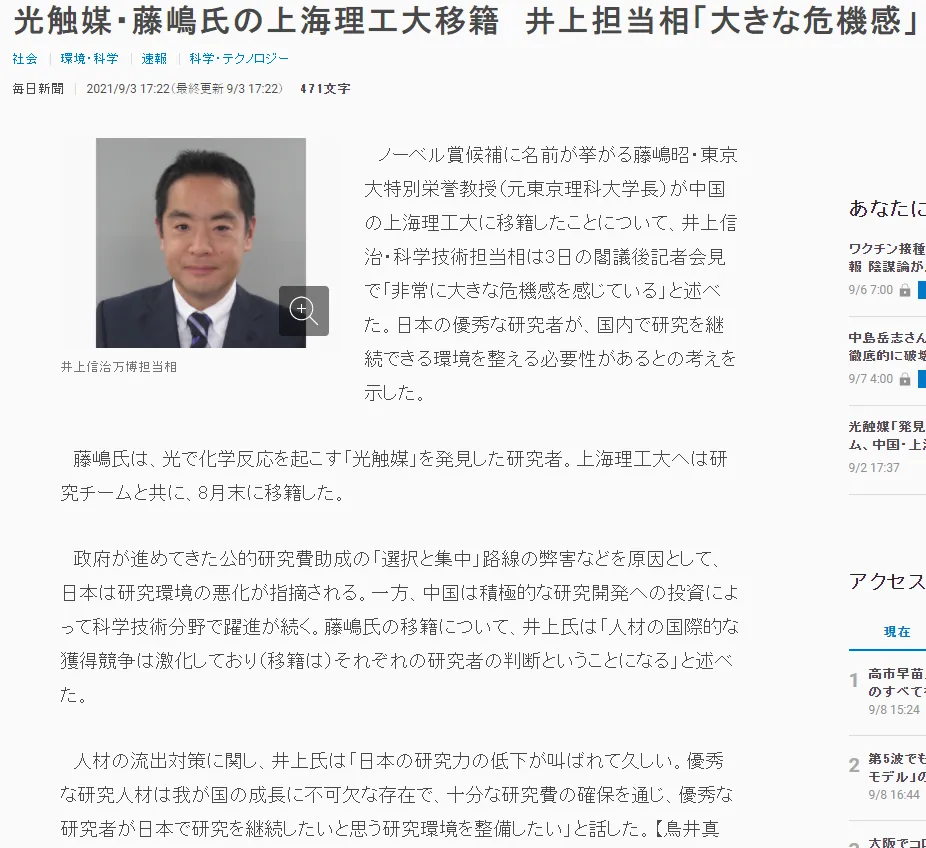 光触媒・藤嶋氏の上海理工大移籍　井上担当相「大きな危機感」
社会 | 環境・科学 | 速報 | 科学・テクノロジー
毎日新聞 | 2021/9/3 17:22(最終更新 9/3 17:22) 471文字
ノーベル賞候補に名前が挙がる藤嶋昭・東京
大特別栄誉教授（元東京理科大学長）が中国
の上海理工大に移籍したことについて、井上信
治・科学技術担当相は3日の閣議後記者会見
で「非常に大きな危機感を感じている」と述べ
た。日本の優秀な研究者が、国内で研究を継
続できる環境を整える必要性があるとの考えを
示した。
井上信治万博担当相
藤嶋氏は、光で化学反応を起こす「光触媒」を発見した研究者。上海理工大へは研
究チームと共に、8月末に移籍した。
政府が進めてきた公的研究費助成の「選択と集中」路線の弊害などを原因として、
日本は研究環境の悪化が指摘される。一方、中国は積極的な研究開発への投資によ
って科学技術分野で躍進が続く。藤嶋氏の移籍について、井上氏は「人材の国際的な
獲得競争は激化しており（移籍は）それぞれの研究者の判断ということになる」と述べ
た。
人材の流出対策に関し、井上氏は「日本の研究力の低下が叫ばれて久しい。優秀
な研究人材は我が国の成長に不可欠な存在で、十分な研究費の確保を通じ、優秀な
研究者が日本で研究を継続したいと思う研究環境を整備したい」と話した。【鳥井真
あなたに
ワクチン接種
報 陰謀論が
9/6 7:00
中島岳志さん
徹底的に破壊
9/7 4:00
光触媒「発見
ム、中国・上海
9/2 17:37
アクセス
現在
1 高市早苗
のすべて
9/8 15:24
2 第5波でも
モデル」の
9/8 16:44
大阪でコロ